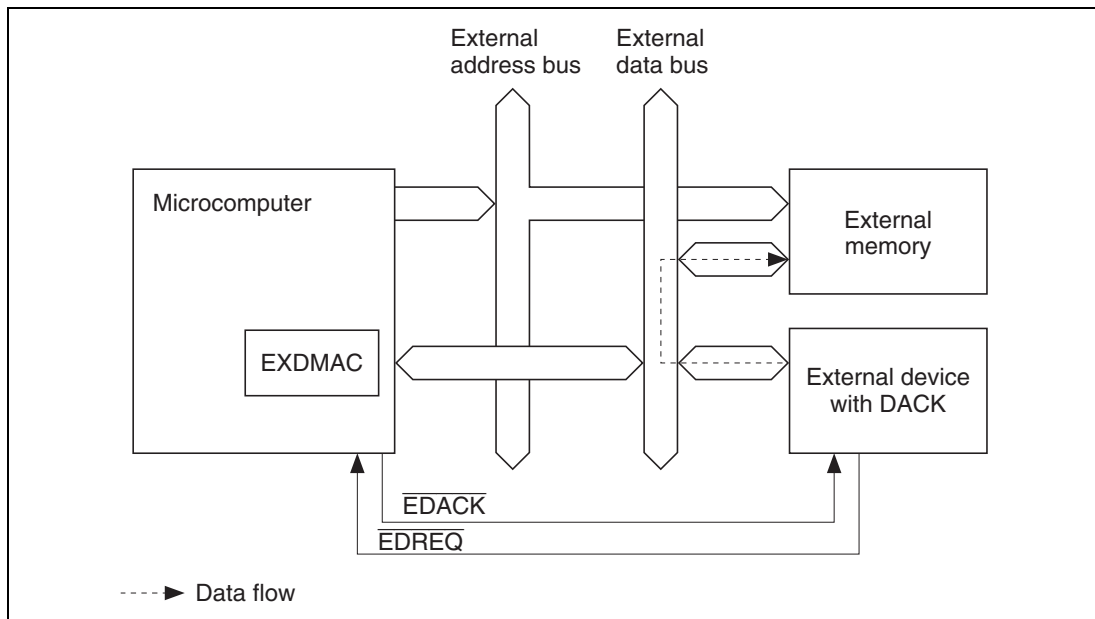 External
address bus
External
data bus
Microcomputer
External
memory
EXDMAC
External device
with DACK
EDACK
EDREQ
Data flow